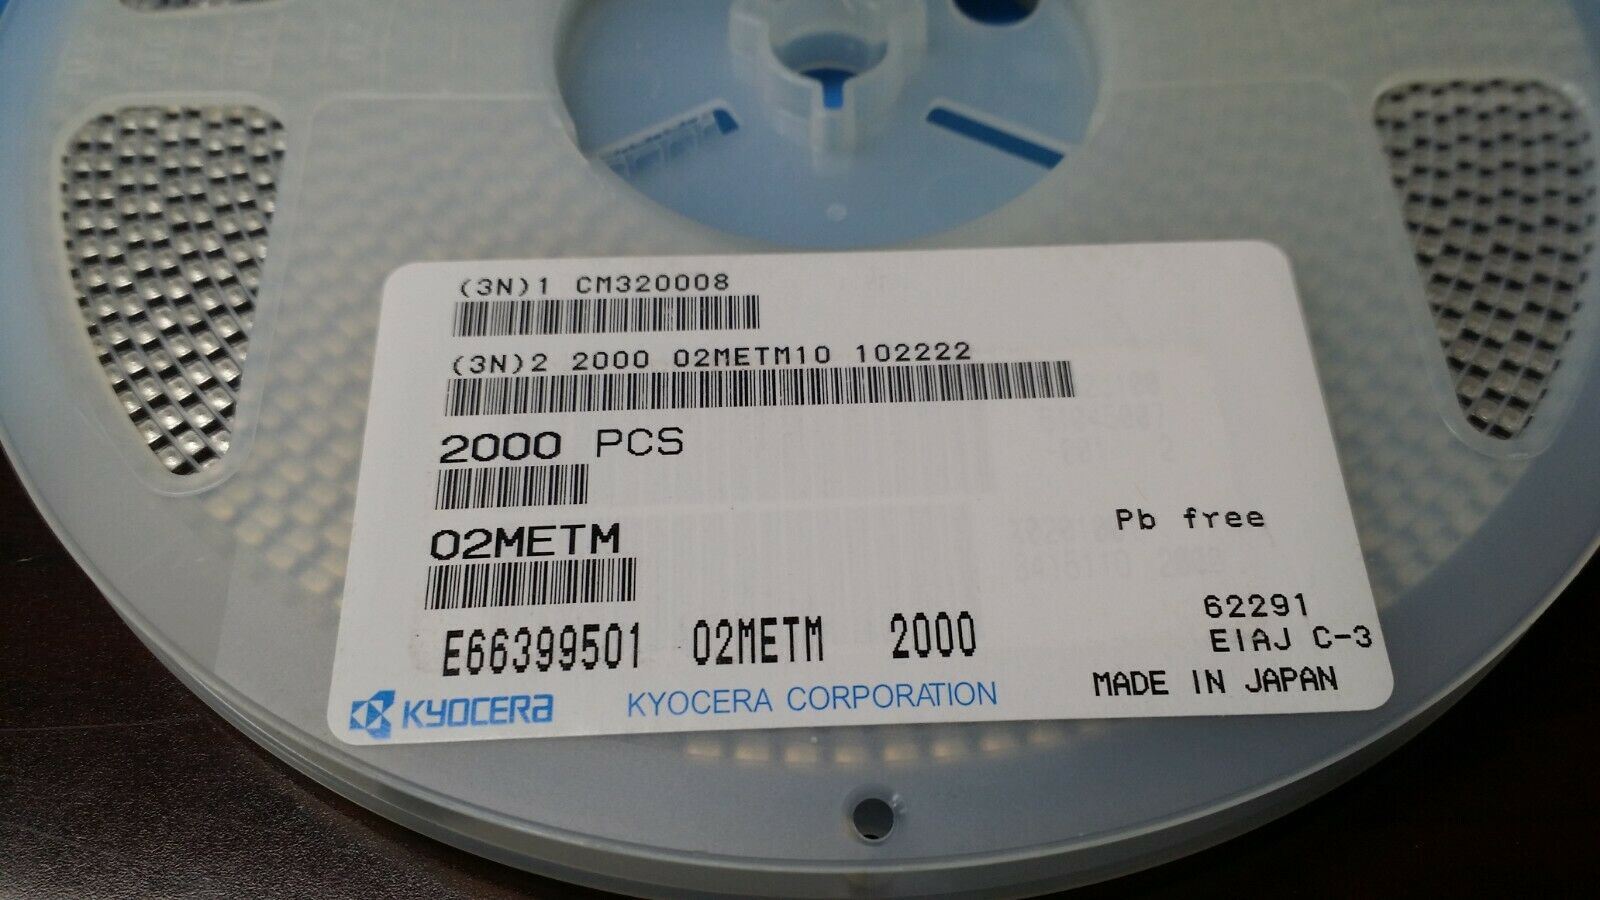 (3N)1 CM320008
(3N)2 2000 02METM10 102222
2000 PCS
02METM
Pb free
62291
EIAJ C-3
E66399501 02METM 2000
MADE IN JAPAN
KYOCERA KYOCERA CORPORATION